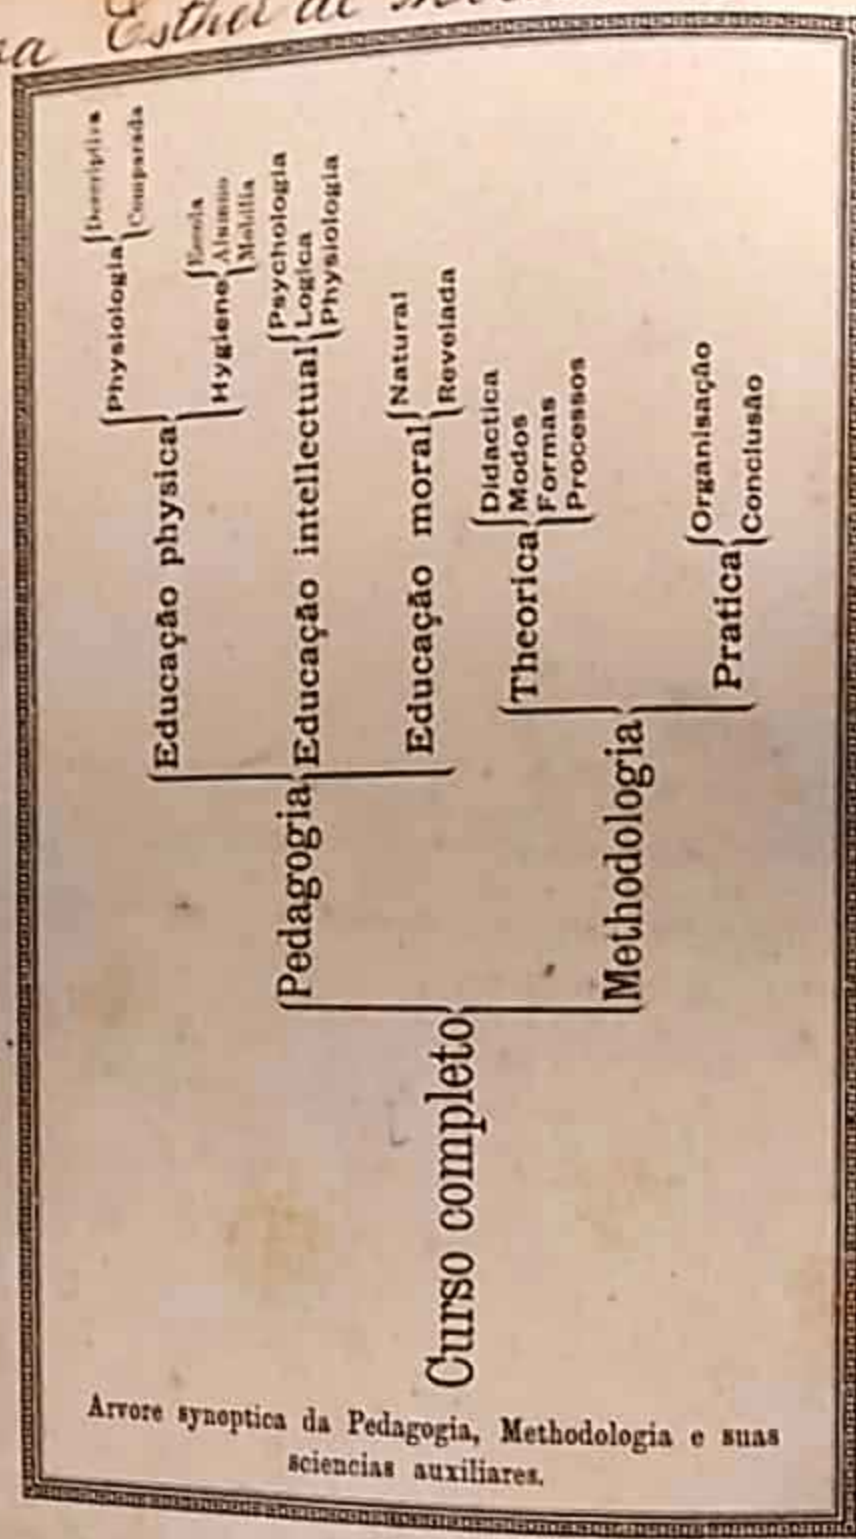 Esther de
Arvore synoptica da Pedagogia, Methodologia e suas
sciencias auxiliares.
Curso completo
Pedagogia
Educação physica
Physiologia
Descriptiva
Comparada
Hygiene
Escola
Alumno
Mobilia
Educação intellectual
Psychologia
Logica
Physiologia
Educação moral
Natural
Revelada
Methodologia
Theorica
Didactica
Modos
Formas
Processos
Pratica
Organisação
Conclusão